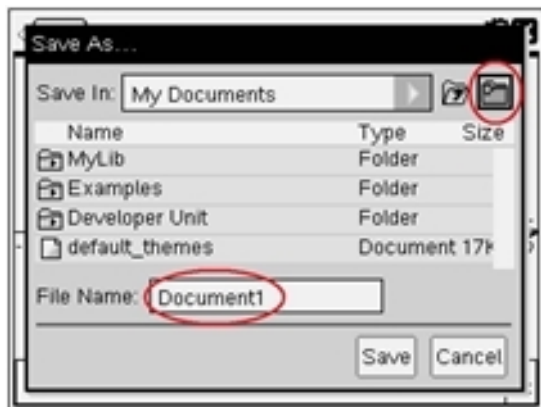 Save As...
Save In: My Documents
Name Type Size
MyLib Folder
Examples Folder
Developer Unit Folder
default_themes Document 17K
File Name: Document1
Save Cancel